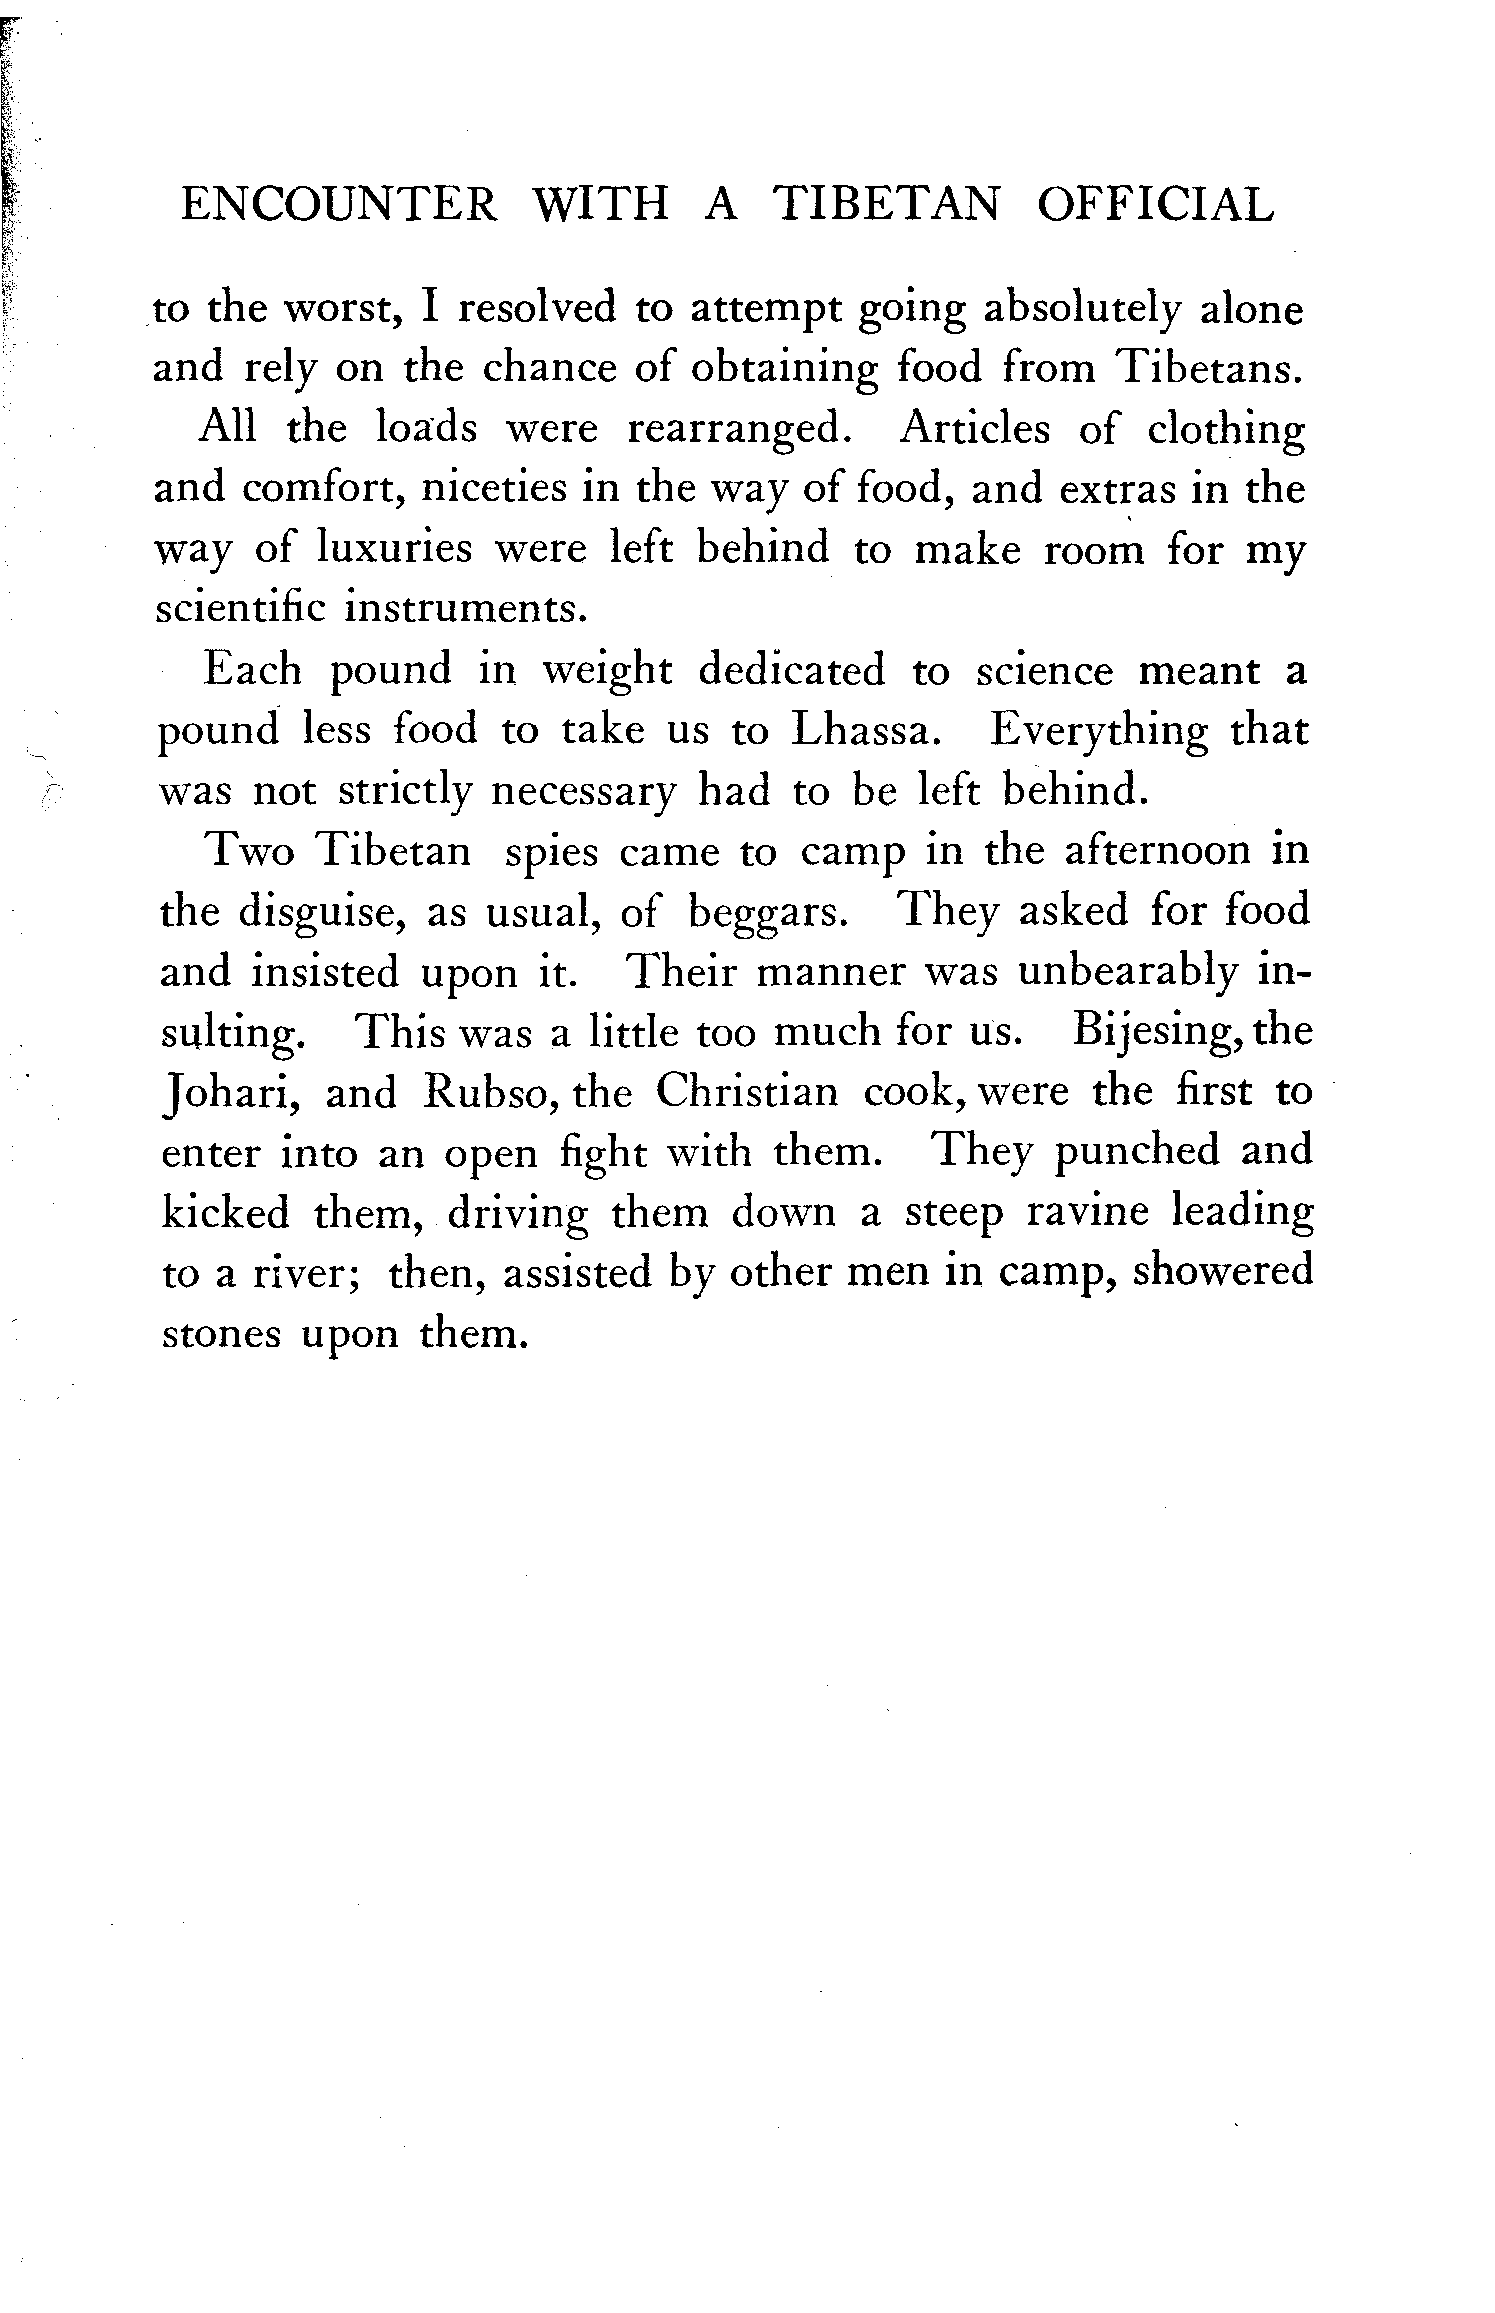 ENCOUNTER WITH A TIBETAN OFFICIAL
to the worst, I resolved to attempt going absolutely alone
and rely on the chance of obtaining food from Tibetans.
All the loads were rearranged. Articles of clothing
and comfort, niceties in the way of food, and extras in the
way of luxuries were left behind to make room for my
scientific instruments.
Each pound in weight dedicated to science meant a
pound less food to take us to Lhassa. Everything that
was not strictly necessary had to be left behind.
Two Tibetan spies came to camp in the afternoon in
the disguise, as usual, of beggars. They asked for food
and insisted upon it. Their manner was unbearably in-
sulting. This was a little too much for us. Bijesing, the
Johari, and Rubso, the Christian cook, were the first to
enter into an open fight with them. They punched and
kicked them, driving them down a steep ravine leading
to a river; then, assisted by other men in camp, showered
stones upon them.